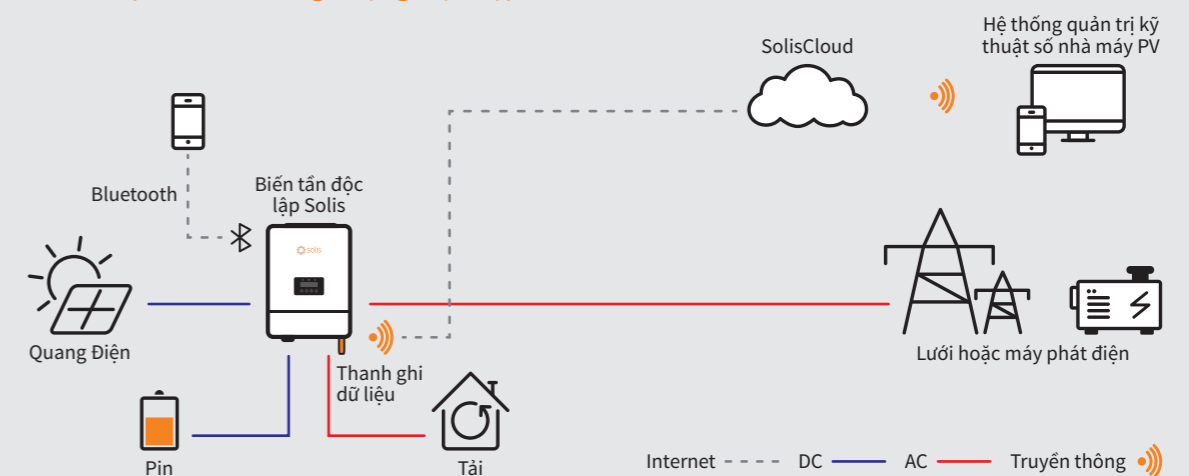 Hệ thống quản trị kỹ
thuật số nhà máy PV
SolisCloud
Bluetooth
Biến tần độc
lập Solis
solis
Quang Điện
Thanh ghi
dữ liệu
Lưới hoặc máy phát điện
Pin
Tải
Internet
DC
AC
Truyền thông